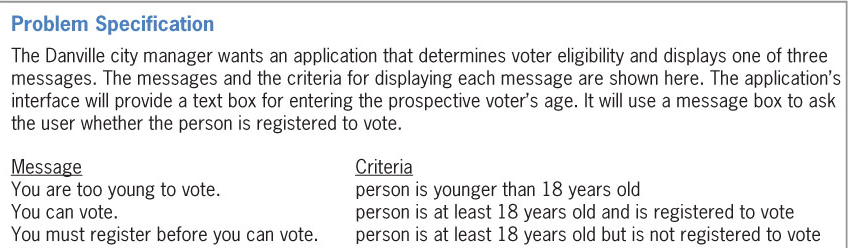 Problem Specification
The Danville city manager wants an application that determines voter eligibility and displays one of three
messages. The messages and the criteria for displaying each message are shown here. The application's
interface will provide a text box for entering the prospective voter's age. It will use a message box to ask
the user whether the person is registered to vote.
Message Criteria
You are too young to vote. person is younger than 18 years old
You can vote. person is at least 18 years old and is registered to vote
You must register before you can vote. person is at least 18 years old but is not registered to vote